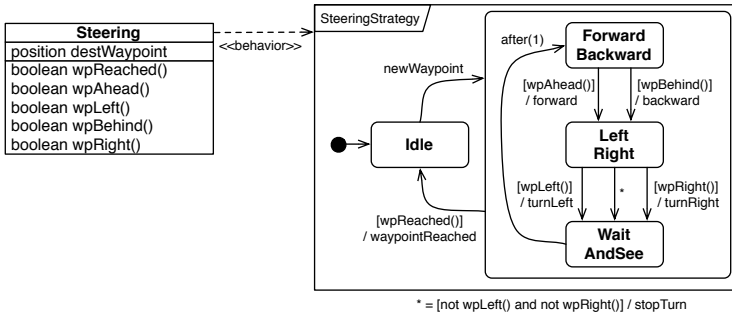 Steering
position destWaypoint
boolean wpReached()
boolean wpAhead()
boolean wpLeft()
boolean wpBehind()
boolean wpRight()
<<behavior>>
SteeringStrategy
newWaypoint
Idle
[wpReached()]
/ waypointReached
after(1)
Forward
Backward
[wpAhead()]
/ forward
[wpBehind()]
/ backward
Left
Right
[wpLeft()]
/ turnLeft
*
[wpRight()]
/ turnRight
Wait
AndSee
* = [not wpLeft() and not wpRight()] / stopTurn